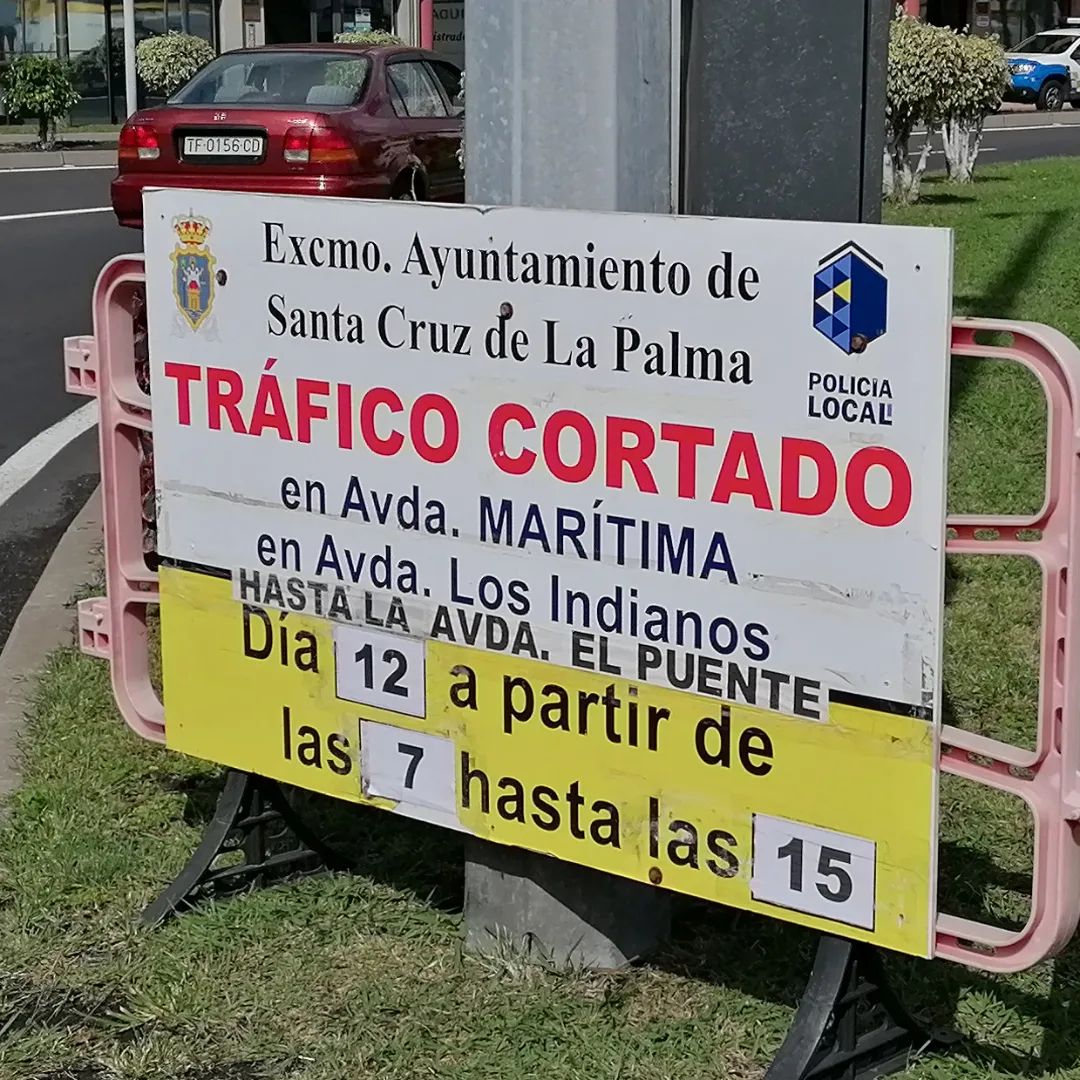 TF·0156·CD
Excmo. Ayuntamiento de
Santa Cruz de La Palma
POLICIA
LOCAL
TRÁFICO CORTADO
en Avda. MARÍTIMA
en Avda. Los Indianos
HASTA LA AVDA. EL PUENTE
Día 12 a partir de
las 7 hasta las 15